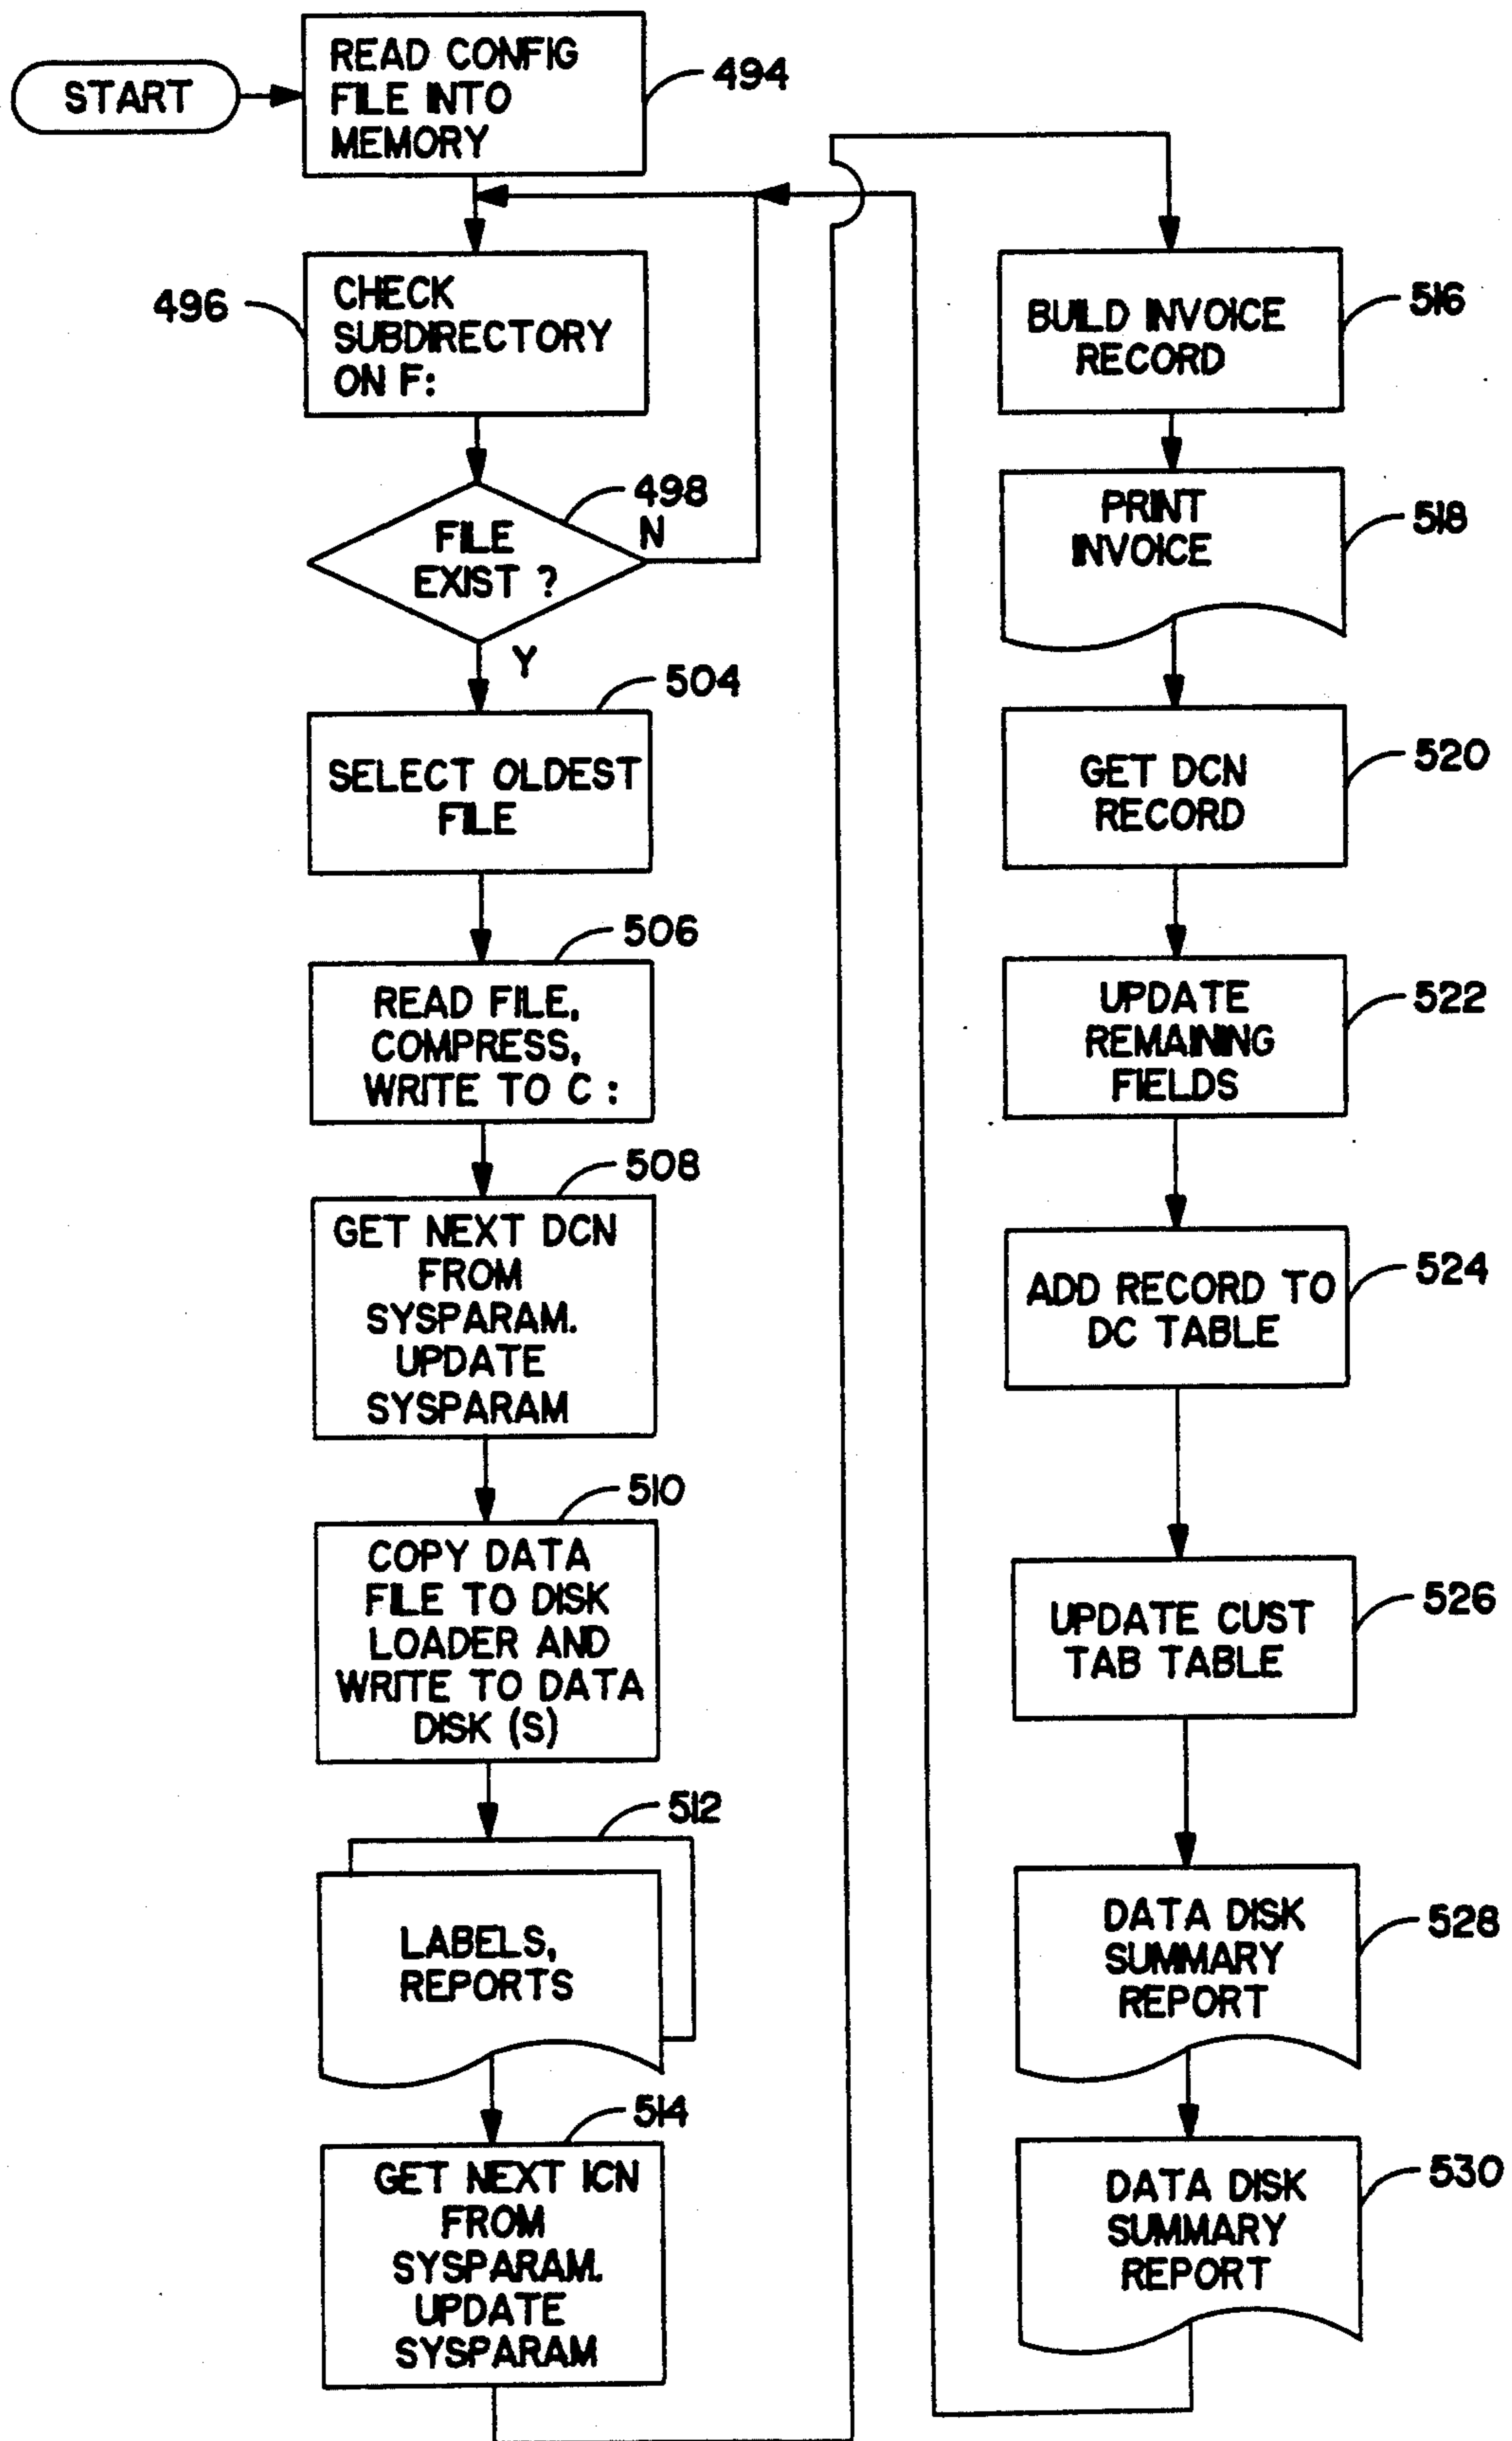 START
READ CONFIG
FILE INTO
MEMORY
494
496
CHECK
SUBDIRECTORY
ON F:
498
FILE
EXIST ?
N
Y
504
SELECT OLDEST
FILE
506
READ FILE,
COMPRESS,
WRITE TO C :
508
GET NEXT DCN
FROM
SYSPARAM.
UPDATE
SYSPARAM
510
COPY DATA
FILE TO DISK
LOADER AND
WRITE TO DATA
DISK (S)
512
LABELS,
REPORTS
514
GET NEXT ICN
FROM
SYSPARAM.
UPDATE
SYSPARAM
BUILD INVOICE
RECORD
516
PRINT
INVOICE
518
GET DCN
RECORD
520
UPDATE
REMAINING
FIELDS
522
ADD RECORD TO
DC TABLE
524
UPDATE CUST
TAB TABLE
526
DATA DISK
SUMMARY
REPORT
528
DATA DISK
SUMMARY
REPORT
530